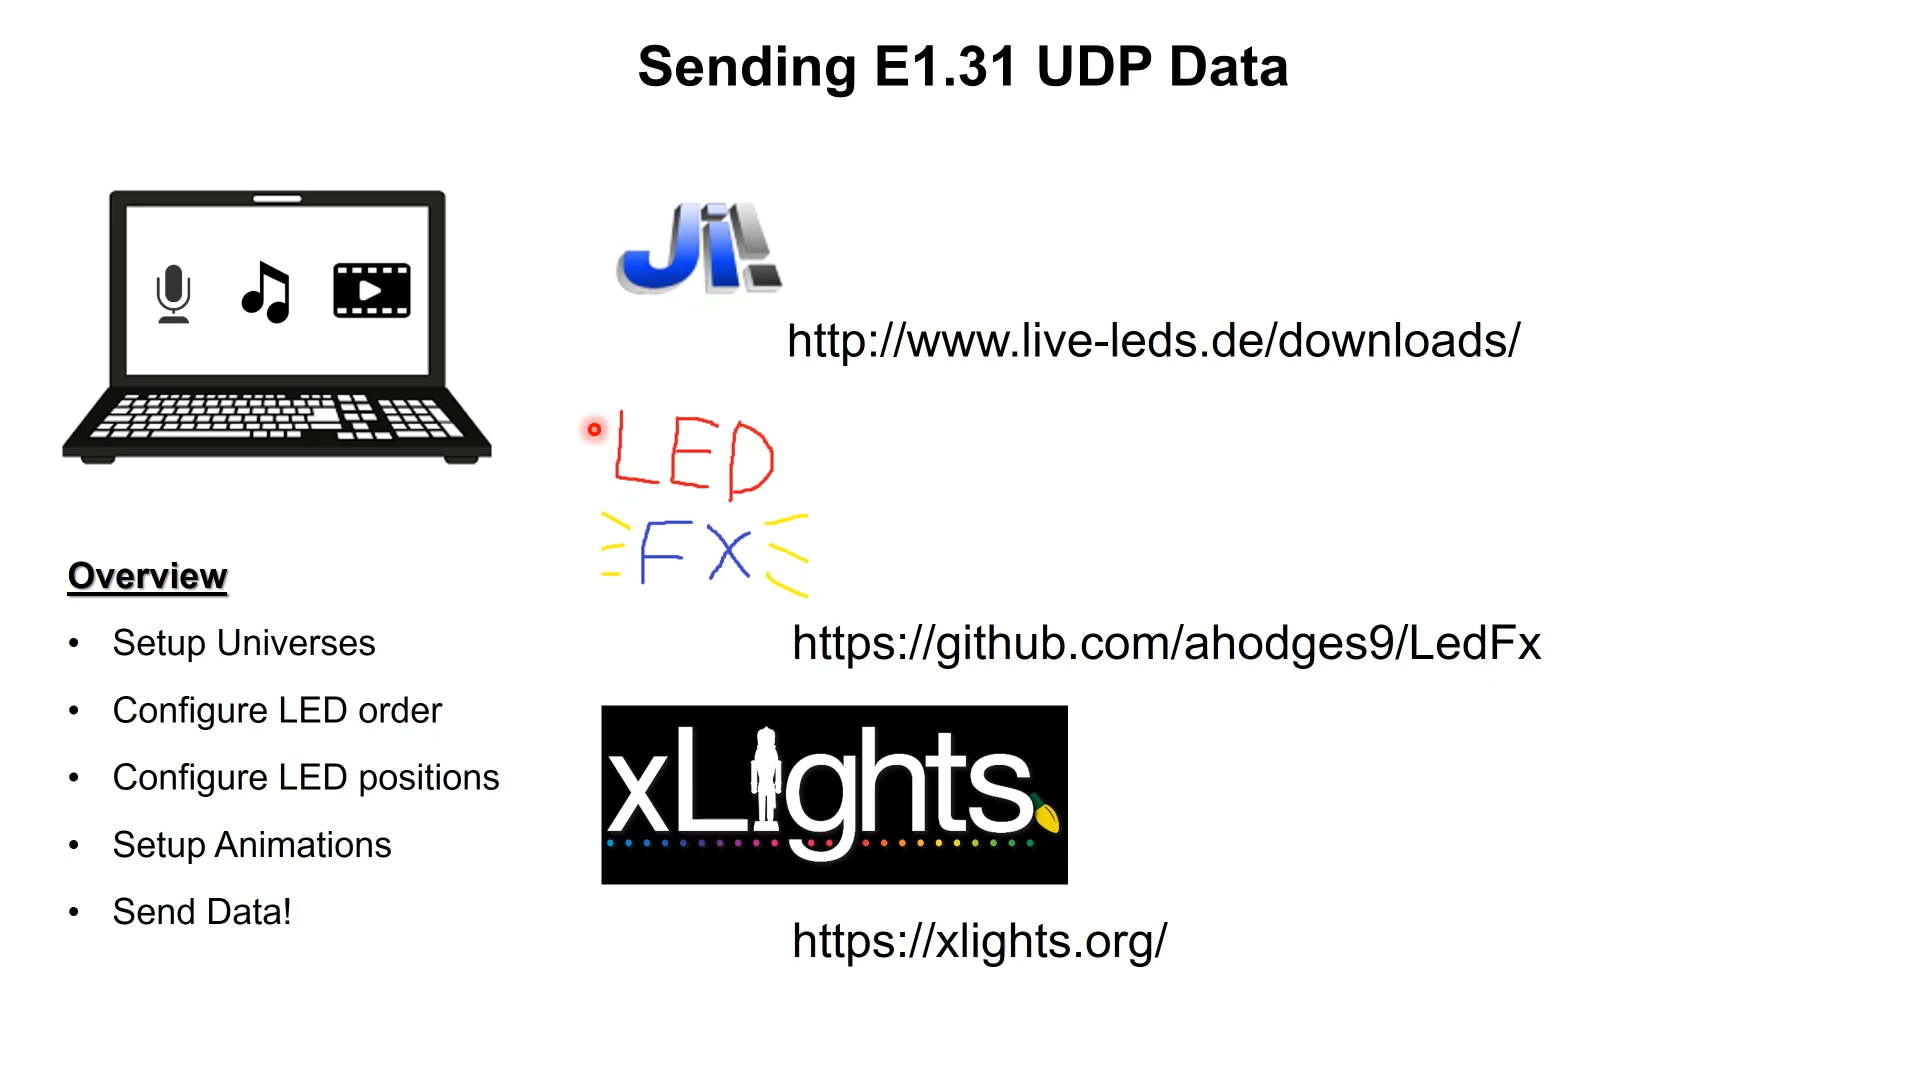 Sending E1.31 UDP Data
Ji!
http://www.live-leds.de/downloads/
LED
FX
https://github.com/ahodges9/LedFx
xLights
https://xlights.org/
Overview
• Setup Universes
• Configure LED order
• Configure LED positions
• Setup Animations
• Send Data!